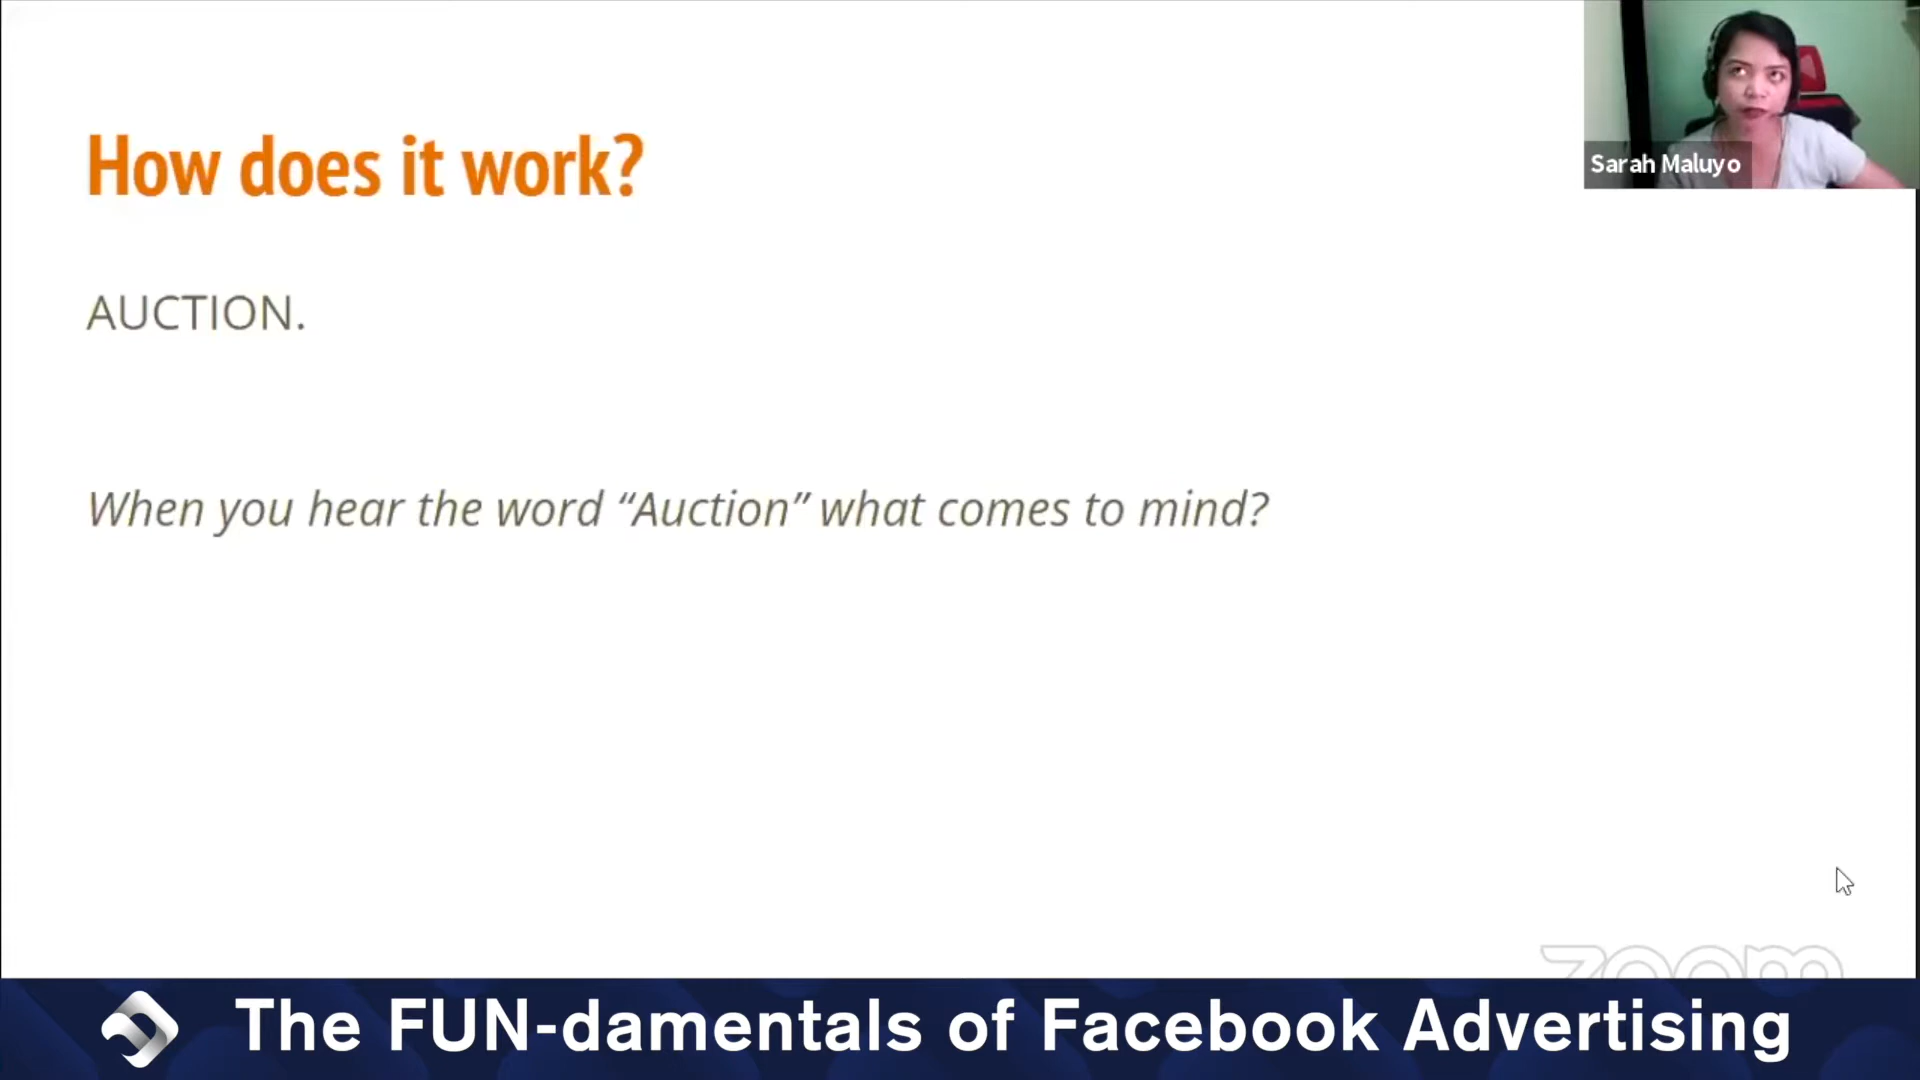 How does it work?
Sarah Maluyo
AUCTION.
When you hear the word “Auction” what comes to mind?
zoom
The FUN-damentals of Facebook Advertising